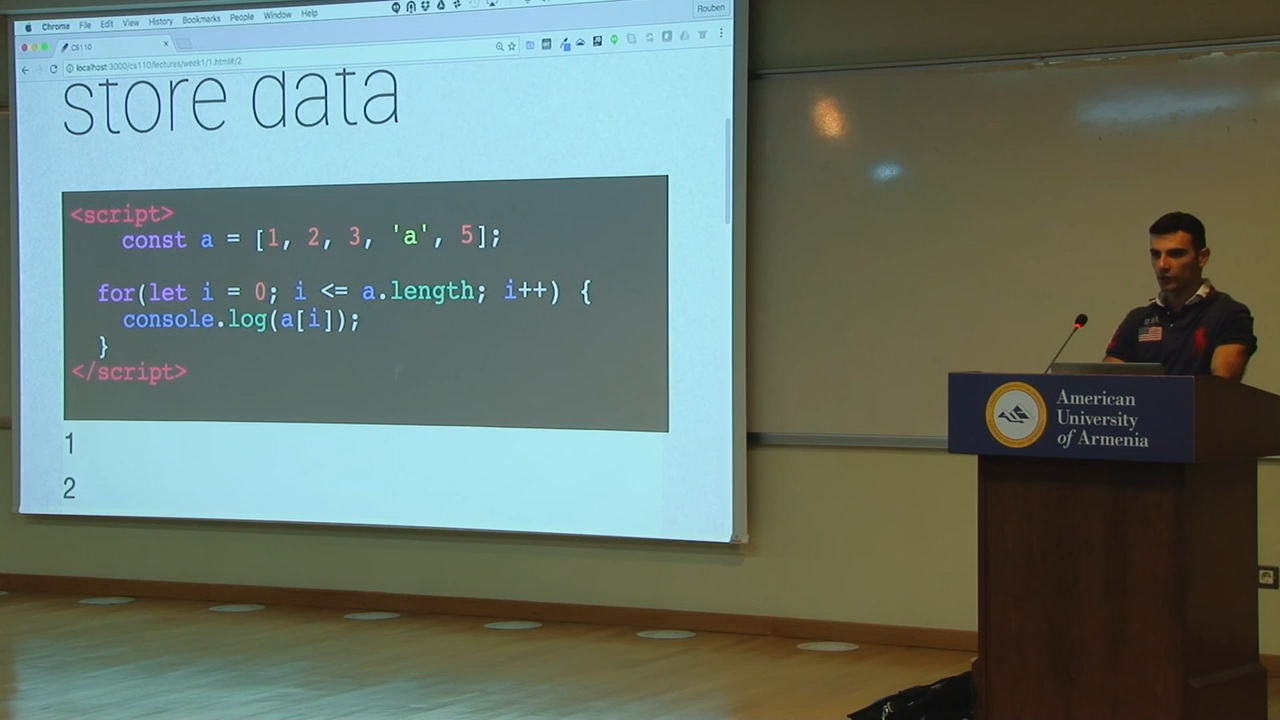 Chrome File Edit View History Bookmarks People Window Help
Rouben
CS110
localhost:3000/cs110/lectures/week1/1.html#/2
store data
<script>
const a = [1, 2, 3, 'a', 5];
for(let i = 0; i <= a.length; i++) {
console.log(a[i]);
}
</script>
1
2
American
University
of Armenia